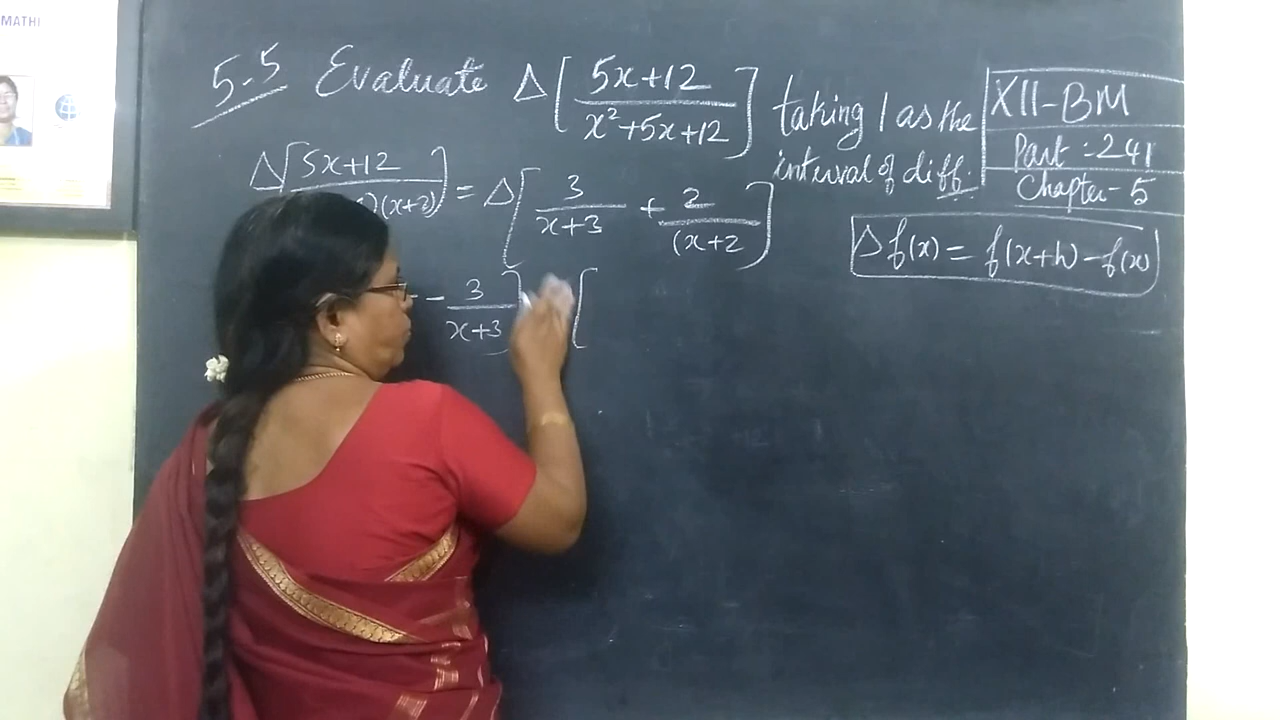 MATHI
5.5 Evaluate Δ[ 5x+12 / x²+5x+12 ] taking 1 as the
interval of diff.
XII-BM
Part :241
Chapter-5
Δ[ 5x+12 / )(x+2) ] = Δ[ 3 / x+3 + 2 / (x+2 ]
Δf(x) = f(x+h) - f(x)
- 3 / x+3 ] [